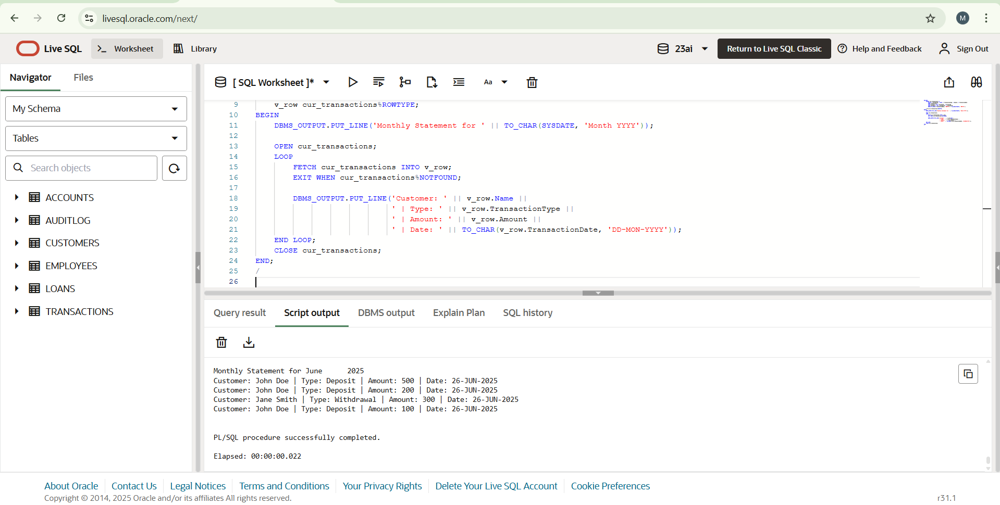 livesql.oracle.com/next/
M
Live SQL
>_ Worksheet
Library
23ai
Return to Live SQL Classic
Help and Feedback
Sign Out
Navigator
Files
My Schema
Tables
Search objects
ACCOUNTS
AUDITLOG
CUSTOMERS
EMPLOYEES
LOANS
TRANSACTIONS
[ SQL Worksheet ]*
Aa
9 v_row cur_transactions%ROWTYPE;
10 BEGIN
11 DBMS_OUTPUT.PUT_LINE('Monthly Statement for ' || TO_CHAR(SYSDATE, 'Month YYYY'));
12
13 OPEN cur_transactions;
14 LOOP
15 FETCH cur_transactions INTO v_row;
16 EXIT WHEN cur_transactions%NOTFOUND;
17
18 DBMS_OUTPUT.PUT_LINE('Customer: ' || v_row.Name ||
19 ' | Type: ' || v_row.TransactionType ||
20 ' | Amount: ' || v_row.Amount ||
21 ' | Date: ' || TO_CHAR(v_row.TransactionDate, 'DD-MON-YYYY'));
22 END LOOP;
23 CLOSE cur_transactions;
24 END;
25 /
26
Query result
Script output
DBMS output
Explain Plan
SQL history
Monthly Statement for June      2025
Customer: John Doe | Type: Deposit | Amount: 500 | Date: 26-JUN-2025
Customer: John Doe | Type: Deposit | Amount: 200 | Date: 26-JUN-2025
Customer: Jane Smith | Type: Withdrawal | Amount: 300 | Date: 26-JUN-2025
Customer: John Doe | Type: Deposit | Amount: 100 | Date: 26-JUN-2025
PL/SQL procedure successfully completed.
Elapsed: 00:00:00.022
About Oracle
Contact Us
Legal Notices
Terms and Conditions
Your Privacy Rights
Delete Your Live SQL Account
Cookie Preferences
Copyright © 2014, 2025 Oracle and/or its affiliates All rights reserved.
r31.1